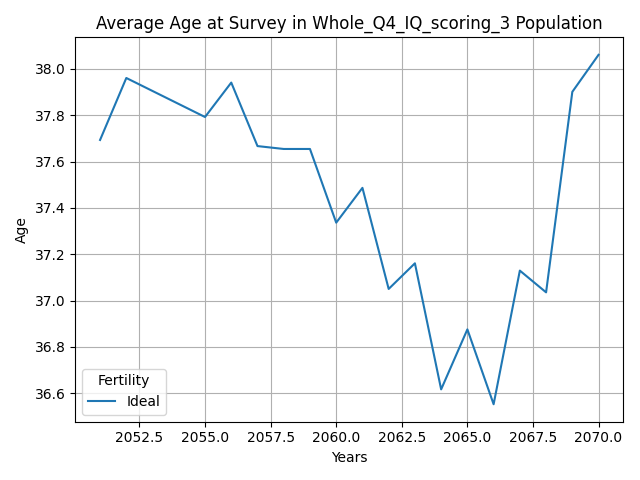 Average Age at Survey in Whole_Q4_IQ_scoring_3 Population
38.0
37.8
37.6
37.4
37.2
37.0
36.8
36.6
Age
Fertility
Ideal
2052.5 2055.0 2057.5 2060.0 2062.5 2065.0 2067.5 2070.0
Years